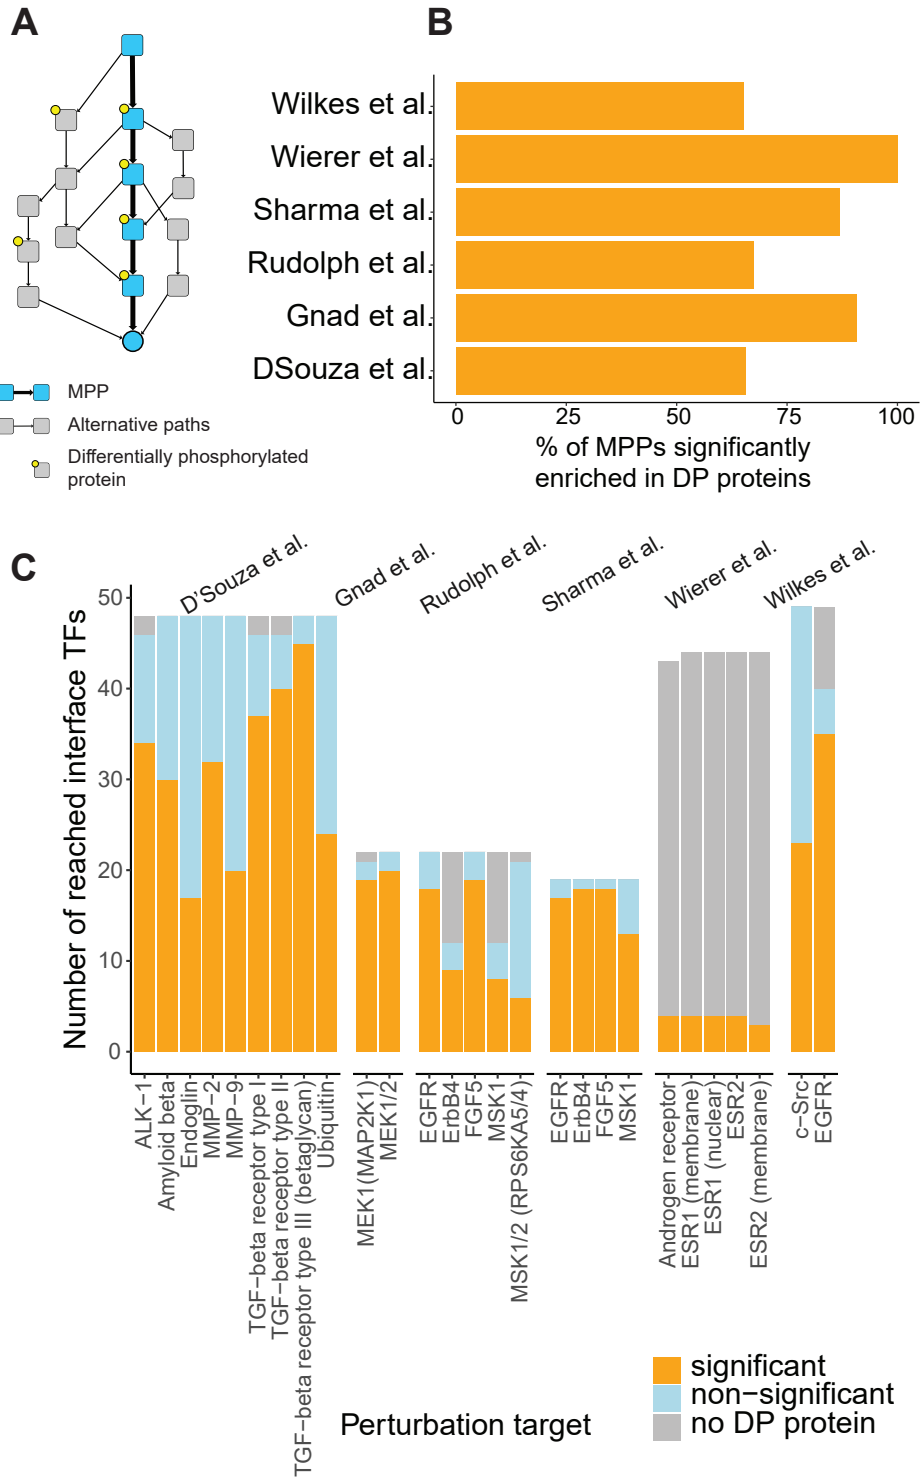 A
B
Wilkes et al.
Wierer et al.
Sharma et al.
Rudolph et al.
Gnad et al.
DSouza et al.
0 25 50 75 100
% of MPPs significantly
enriched in DP proteins
MPP
Alternative paths
Differentially phosphorylated
protein
C
D'Souza et al.
Gnad et al.
Rudolph et al.
Sharma et al.
Wierer et al.
Wilkes et al.
Number of reached interface TFs
50
40
30
20
10
0
ALK−1
Amyloid beta
Endoglin
MMP−2
MMP−9
TGF−beta receptor type I
TGF−beta receptor type II
TGF−beta receptor type III (betaglycan)
Ubiquitin
MEK1(MAP2K1)
MEK1/2
EGFR
ErbB4
FGF5
MSK1
MSK1/2 (RPS6KA5/4)
EGFR
ErbB4
FGF5
MSK1
Androgen receptor
ESR1 (membrane)
ESR1 (nuclear)
ESR2
ESR2 (membrane)
c−Src
EGFR
Perturbation target
significant
non−significant
no DP protein